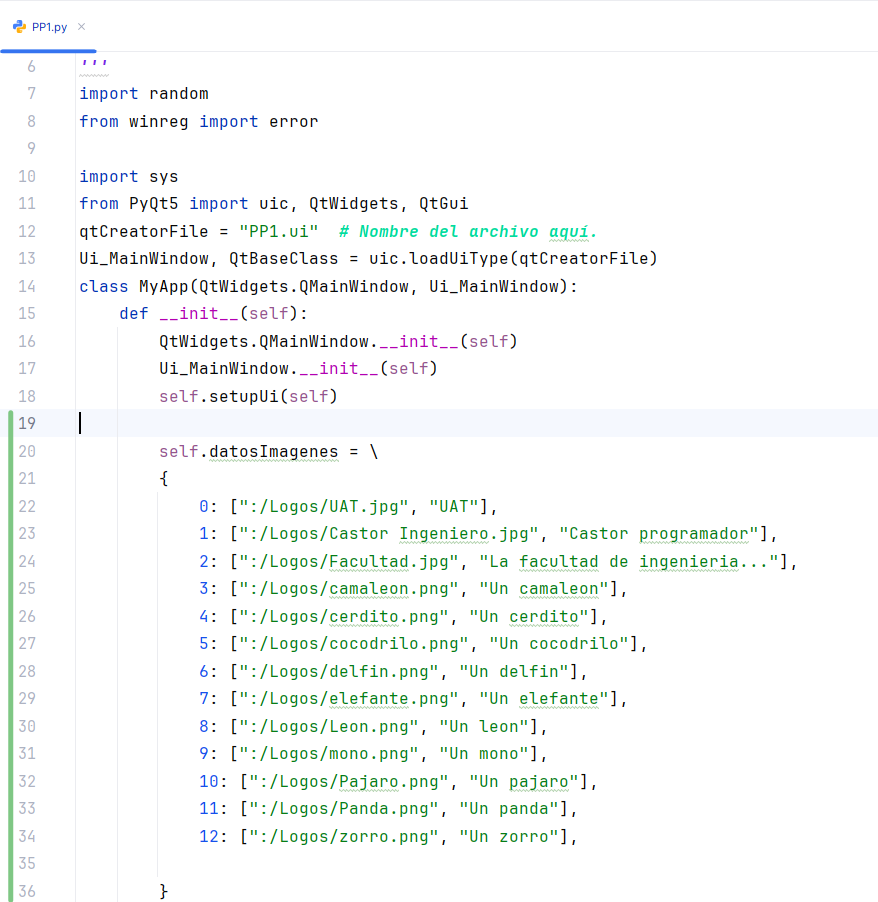 PP1.py ×
6 '''
7 import random
8 from winreg import error
9
10 import sys
11 from PyQt5 import uic, QtWidgets, QtGui
12 qtCreatorFile = "PP1.ui"  # Nombre del archivo aquí.
13 Ui_MainWindow, QtBaseClass = uic.loadUiType(qtCreatorFile)
14 class MyApp(QtWidgets.QMainWindow, Ui_MainWindow):
15     def __init__(self):
16         QtWidgets.QMainWindow.__init__(self)
17         Ui_MainWindow.__init__(self)
18         self.setupUi(self)
19
20         self.datosImagenes = \
21         {
22             0: [":/Logos/UAT.jpg", "UAT"],
23             1: [":/Logos/Castor Ingeniero.jpg", "Castor programador"],
24             2: [":/Logos/Facultad.jpg", "La facultad de ingenieria..."],
25             3: [":/Logos/camaleon.png", "Un camaleon"],
26             4: [":/Logos/cerdito.png", "Un cerdito"],
27             5: [":/Logos/cocodrilo.png", "Un cocodrilo"],
28             6: [":/Logos/delfin.png", "Un delfin"],
29             7: [":/Logos/elefante.png", "Un elefante"],
30             8: [":/Logos/Leon.png", "Un leon"],
31             9: [":/Logos/mono.png", "Un mono"],
32             10: [":/Logos/Pajaro.png", "Un pajaro"],
33             11: [":/Logos/Panda.png", "Un panda"],
34             12: [":/Logos/zorro.png", "Un zorro"],
35
36         }